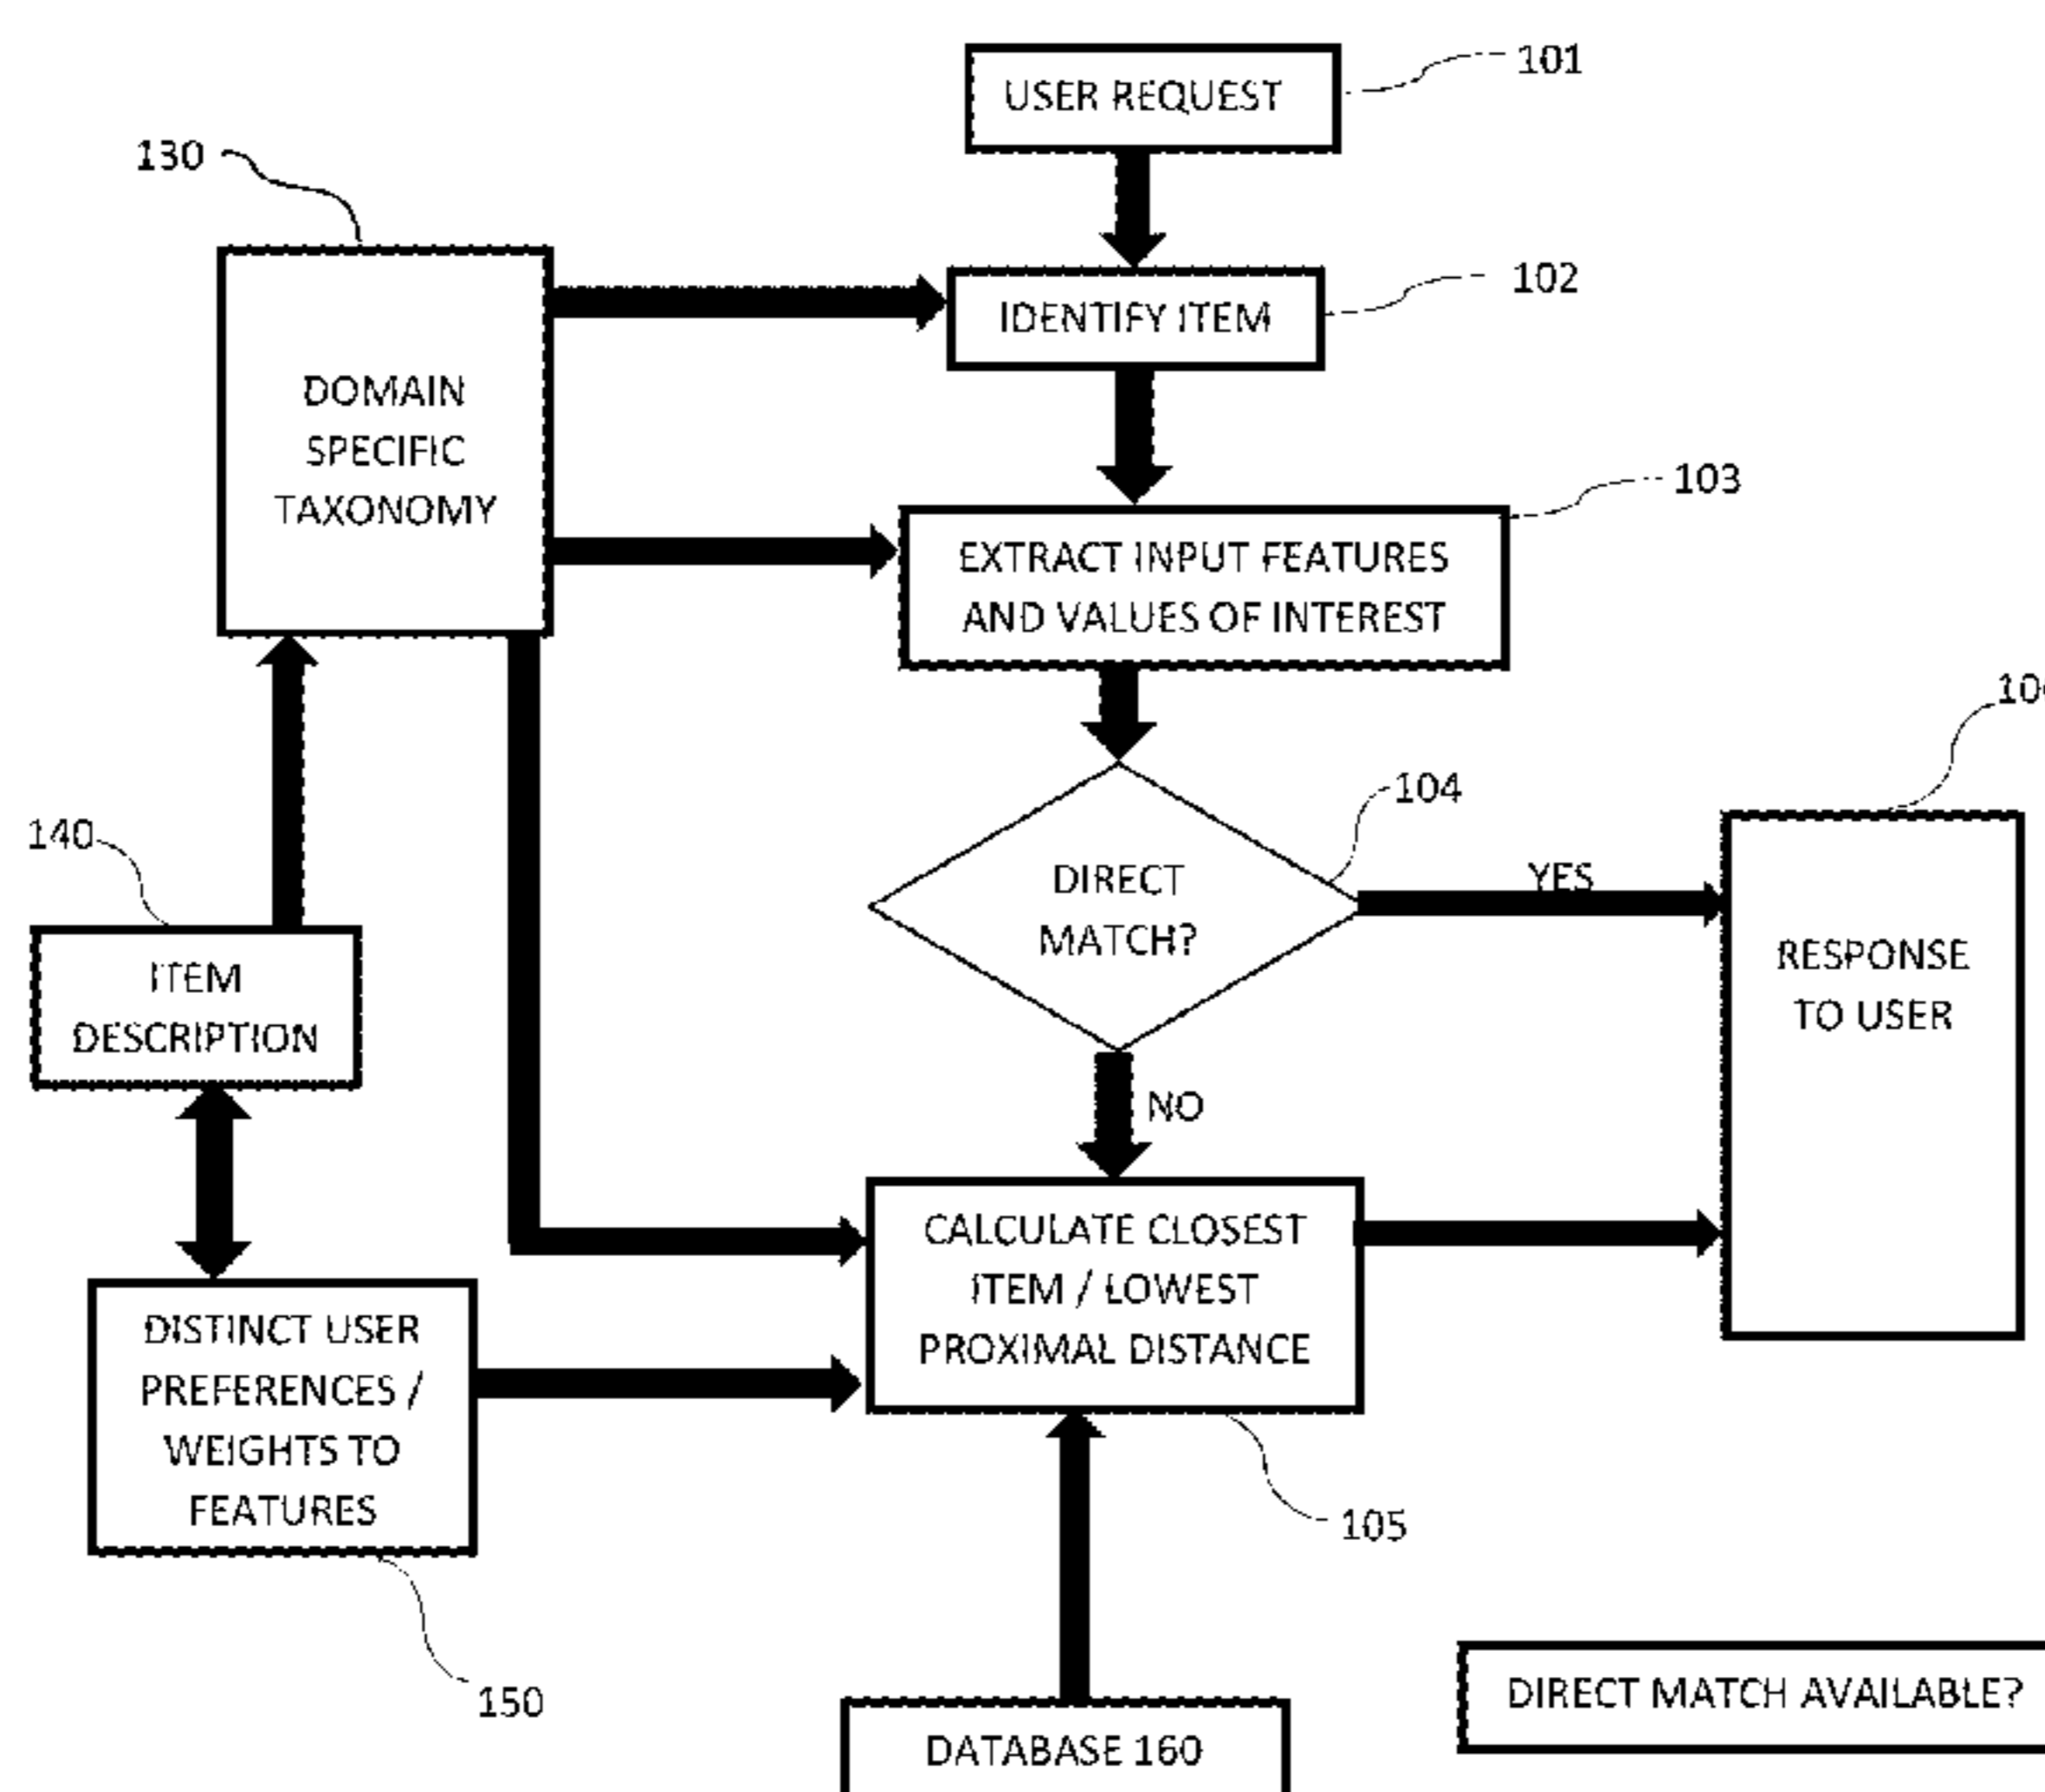 101
USER REQUEST
130
102
IDENTIFY ITEM
DOMAIN
SPECIFIC
TAXONOMY
103
EXTRACT INPUT FEATURES
AND VALUES OF INTEREST
104
140
DIRECT
MATCH?
YES
RESPONSE
TO USER
ITEM
DESCRIPTION
NO
CALCULATE CLOSEST
ITEM / LOWEST
PROXIMAL DISTANCE
DISTINCT USER
PREFERENCES /
WEIGHTS TO
FEATURES
105
150
DIRECT MATCH AVAILABLE?
DATABASE 160